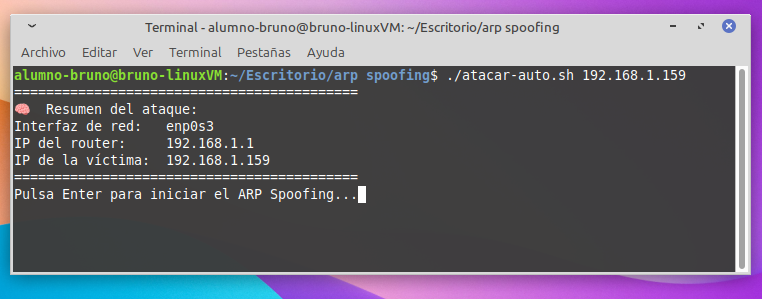 Terminal - alumno-bruno@bruno-linuxVM: ~/Escritorio/arp spoofing
Archivo Editar Ver Terminal Pestañas Ayuda
alumno-bruno@bruno-linuxVM:~/Escritorio/arp spoofing$ ./atacar-auto.sh 192.168.1.159
==========================================
🧠 Resumen del ataque:
Interfaz de red: enp0s3
IP del router: 192.168.1.1
IP de la víctima: 192.168.1.159
==========================================
Pulsa Enter para iniciar el ARP Spoofing...